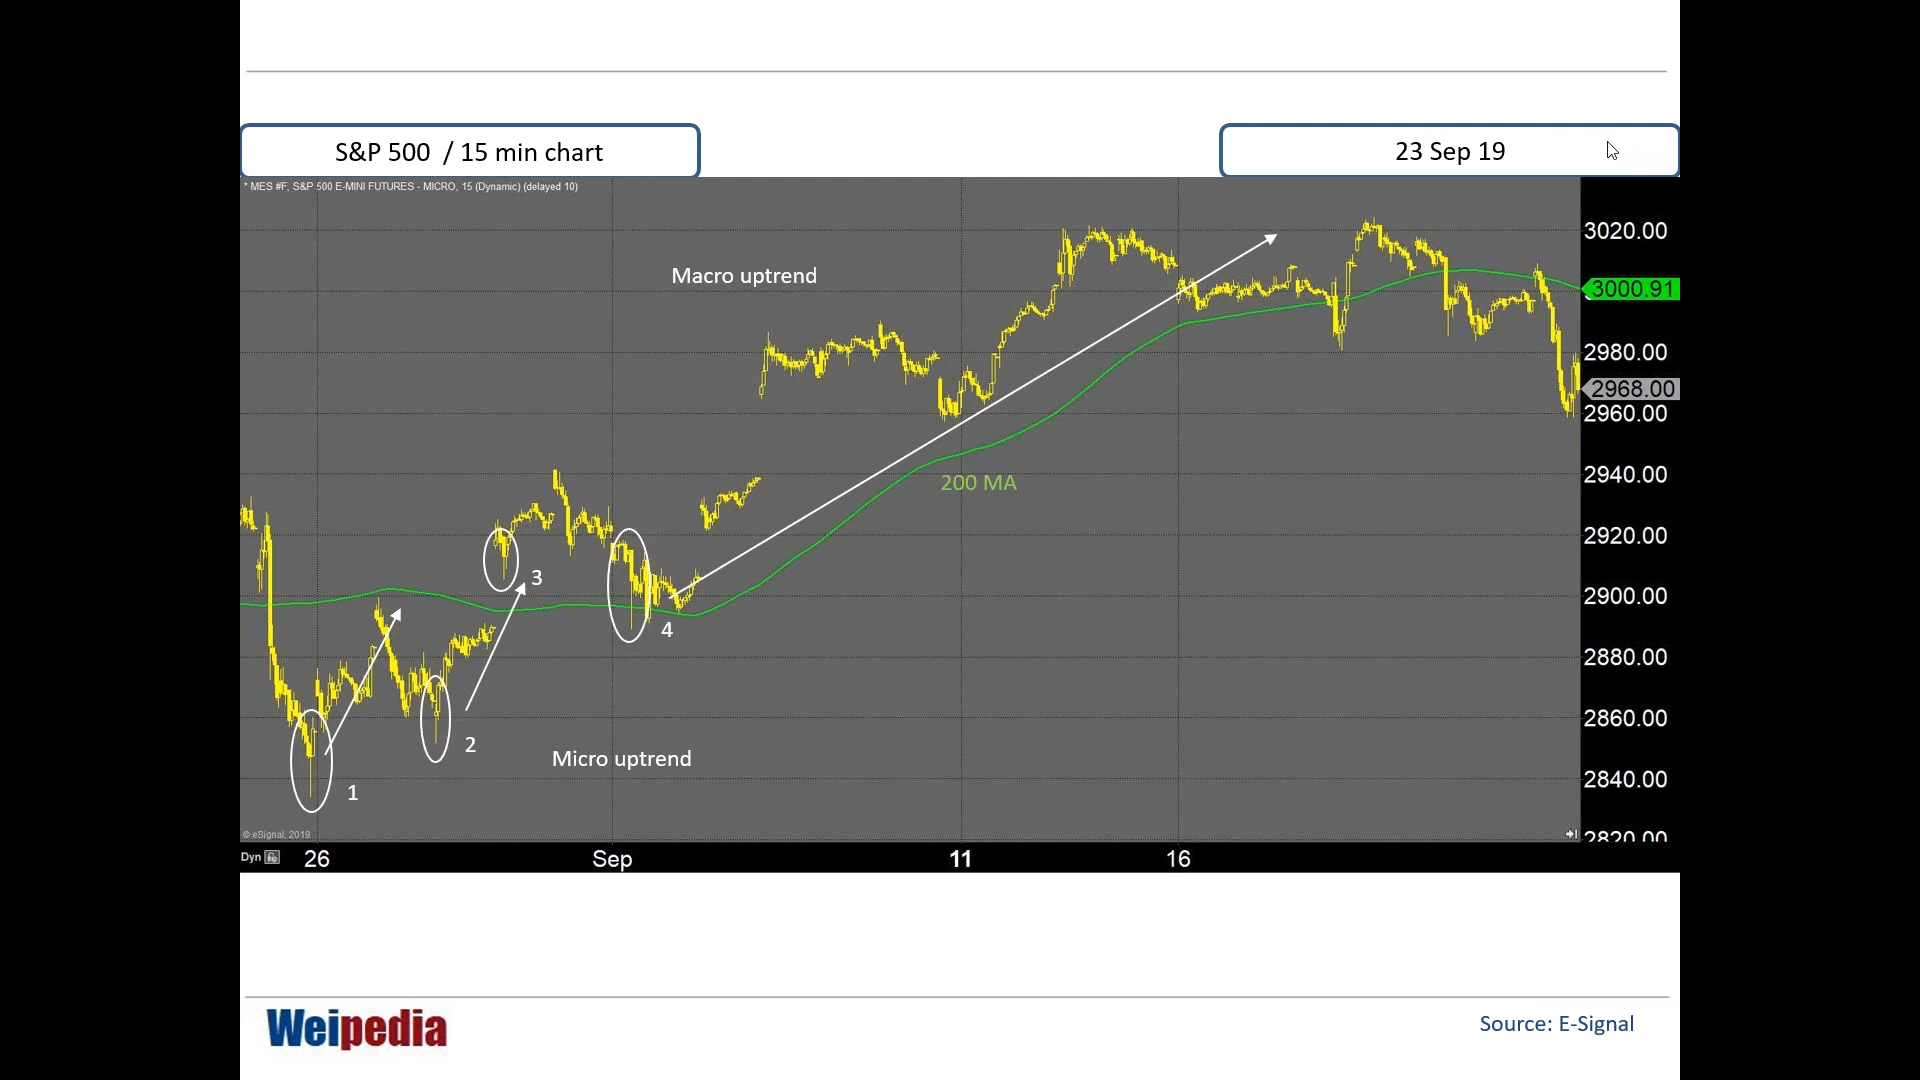 S&P 500 / 15 min chart
23 Sep 19
* MES #F, S&P 500 E-MINI FUTURES - MICRO, 15 (Dynamic) (delayed 10)
3020.00
Macro uptrend
3000.91
2980.00
2968.00
2960.00
2940.00
200 MA
2920.00
3
2900.00
4
2880.00
2860.00
2
Micro uptrend
2840.00
1
© eSignal, 2019
2820.00
Dyn
26
Sep
11
16
Weipedia
Source: E-Signal